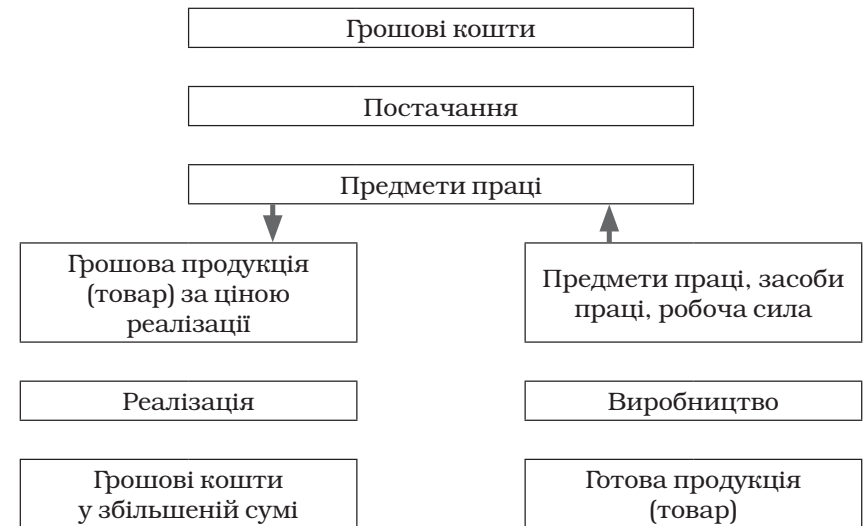 Грошові кошти
Постачання
Предмети праці
Грошова продукція
(товар) за ціною
реалізації
Предмети праці, засоби
праці, робоча сила
Реалізація
Виробництво
Грошові кошти
у збільшеній сумі
Готова продукція
(товар)